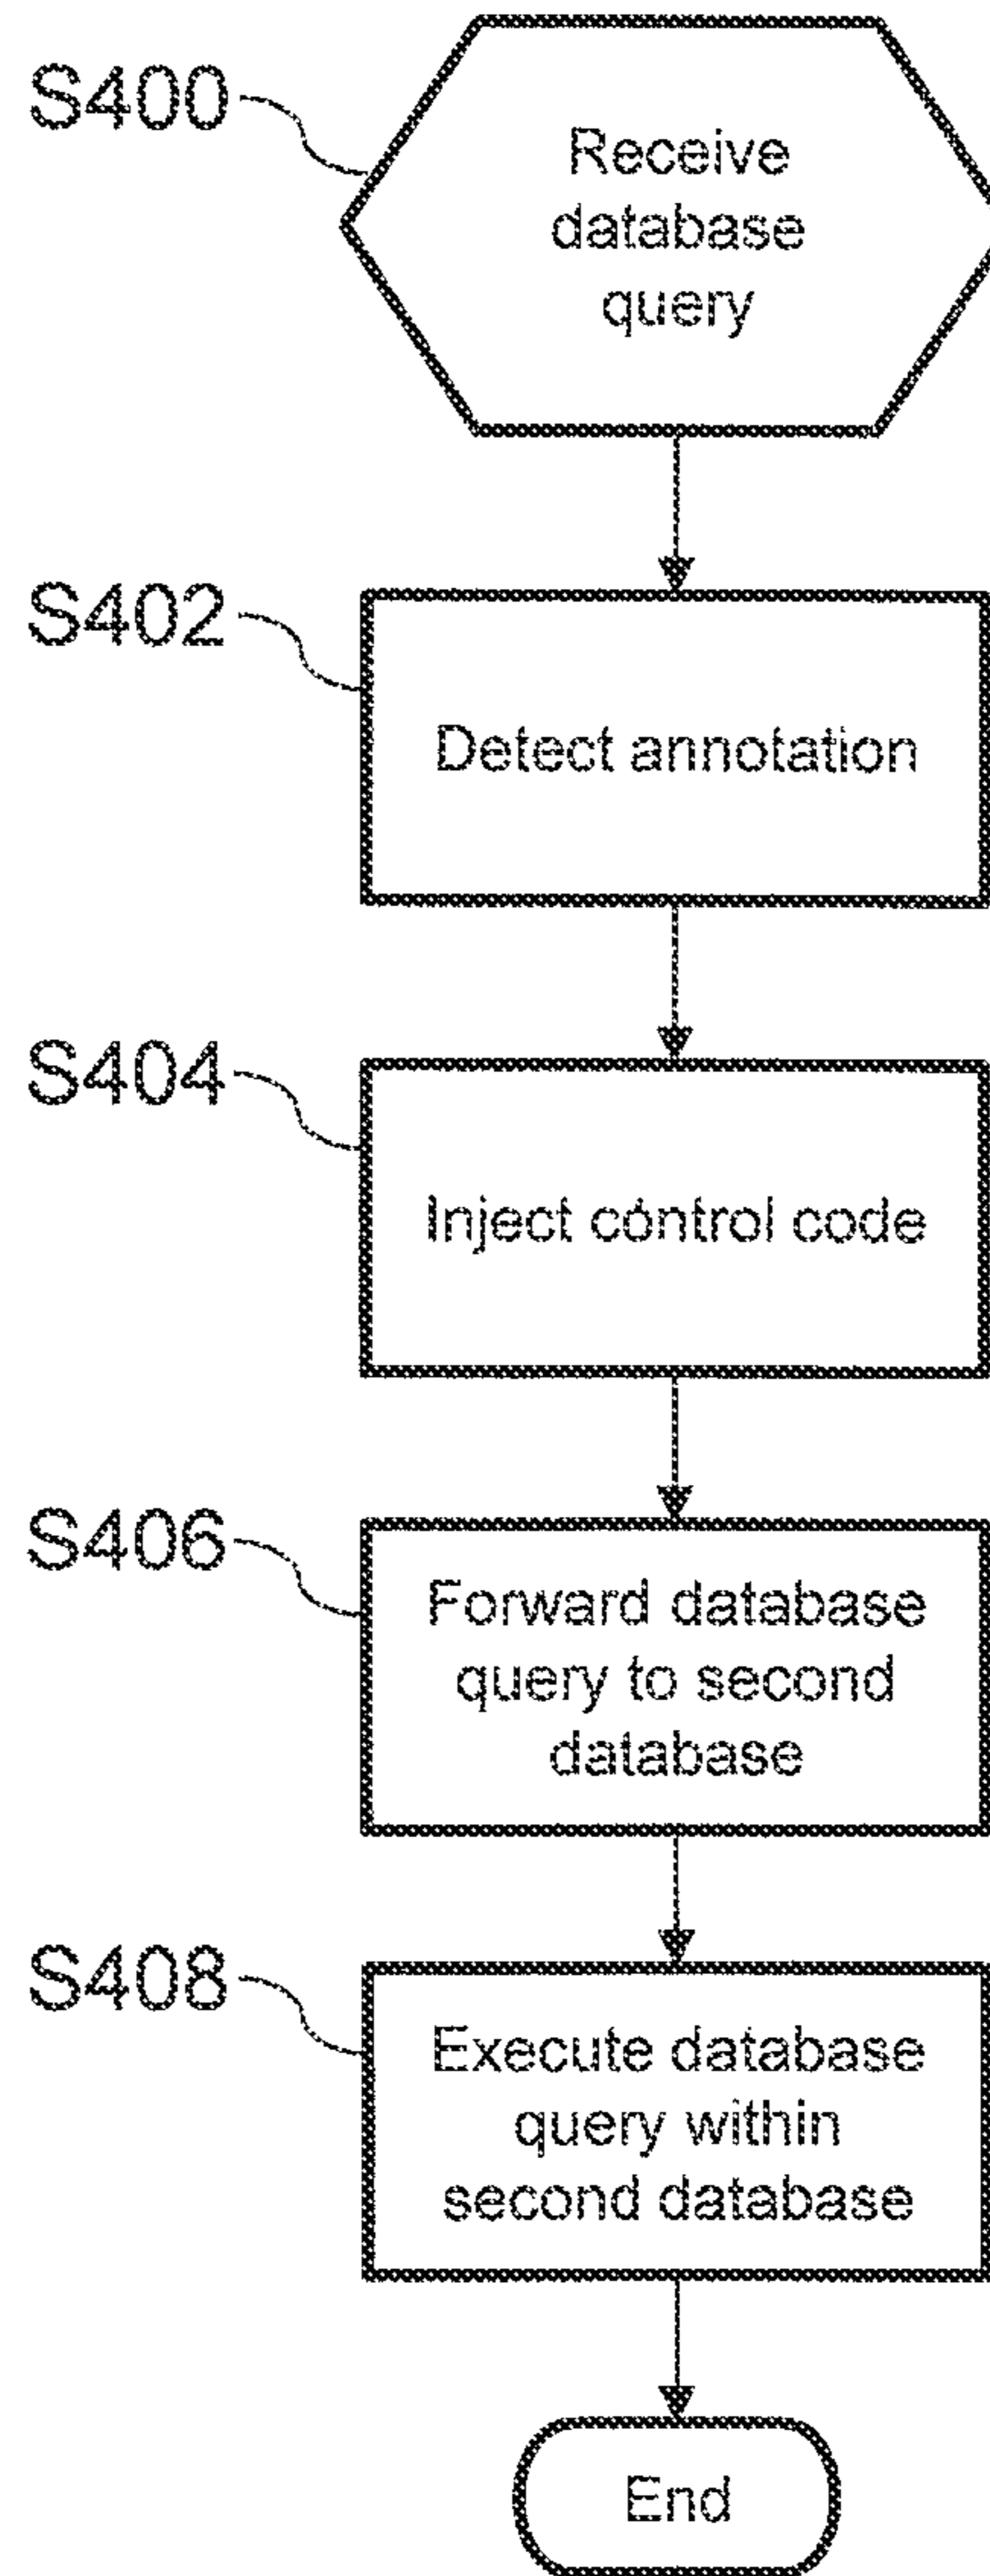 S400
Receive
database
query
S402
Detect annotation
S404
Inject control code
S406
Forward database
query to second
database
S408
Execute database
query within
second database
End